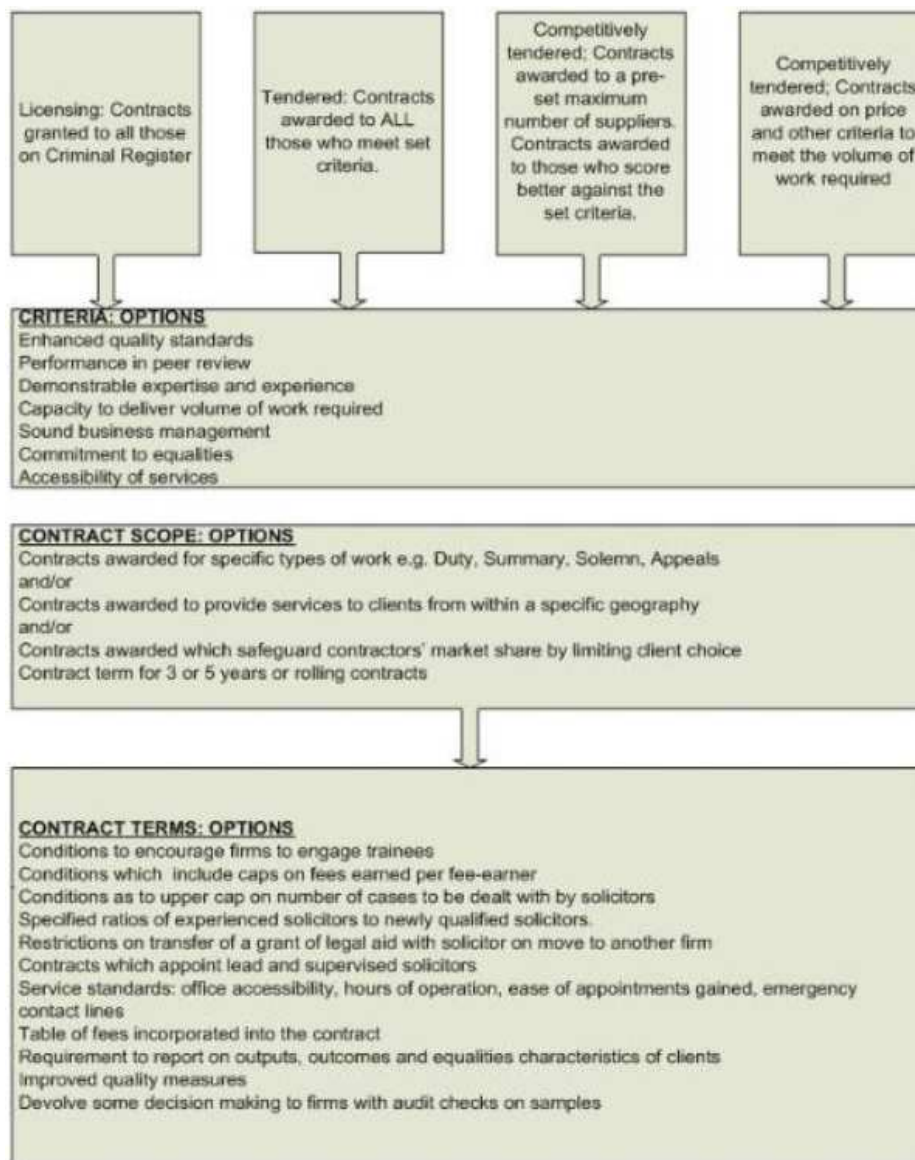 Licensing: Contracts
granted to all those
on Criminal Register
Tendered: Contracts
awarded to ALL
those who meet set
criteria.
Competitively
tendered; Contracts
awarded to a pre-
set maximum
number of suppliers.
Contracts awarded
to those who score
better against the
set criteria.
Competitively
tendered; Contracts
awarded on price
and other criteria to
meet the volume of
work required
CRITERIA: OPTIONS
Enhanced quality standards
Performance in peer review
Demonstrable expertise and experience
Capacity to deliver volume of work required
Sound business management
Commitment to equalities
Accessibility of services
CONTRACT SCOPE: OPTIONS
Contracts awarded for specific types of work e.g. Duty, Summary, Solemn, Appeals
and/or
Contracts awarded to provide services to clients from within a specific geography
and/or
Contracts awarded which safeguard contractors' market share by limiting client choice
Contract term for 3 or 5 years or rolling contracts
CONTRACT TERMS: OPTIONS
Conditions to encourage firms to engage trainees
Conditions which include caps on fees earned per fee-earner
Conditions as to upper cap on number of cases to be dealt with by solicitors
Specified ratios of experienced solicitors to newly qualified solicitors.
Restrictions on transfer of a grant of legal aid with solicitor on move to another firm
Contracts which appoint lead and supervised solicitors
Service standards: office accessibility, hours of operation, ease of appointments gained, emergency
contact lines
Table of fees incorporated into the contract
Requirement to report on outputs, outcomes and equalities characteristics of clients
Improved quality measures
Devolve some decision making to firms with audit checks on samples